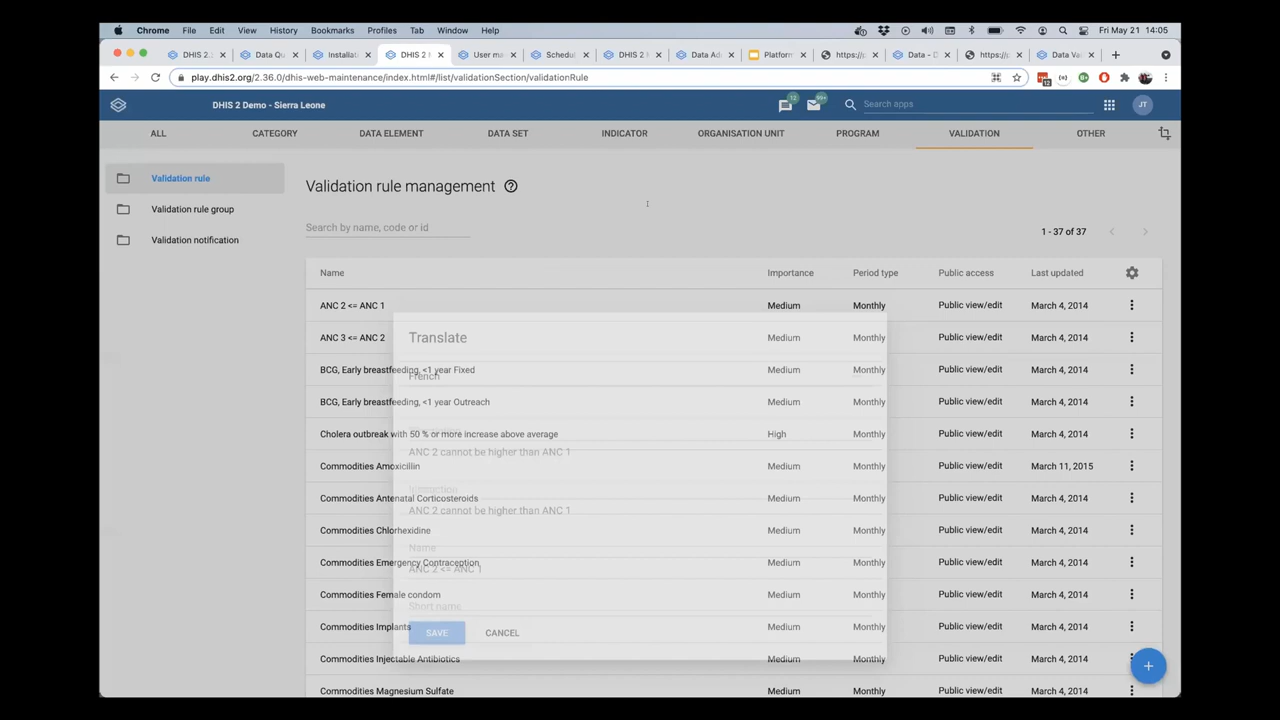 Chrome File Edit View History Bookmarks Profiles Tab Window Help Fri May 21 14:05
DHIS 2 Data Qu Installa DHIS 2 User ma Schedul DHIS 2 Data Ad Platform https:// Data - D https:// Data Va
play.dhis2.org/2.36.0/dhis-web-maintenance/index.html#/list/validationSection/validationRule
DHIS 2 Demo - Sierra Leone 12 99+ Search apps JT
ALL CATEGORY DATA ELEMENT DATA SET INDICATOR ORGANISATION UNIT PROGRAM VALIDATION OTHER
Validation rule
Validation rule group
Validation notification
Validation rule management
Search by name, code or id
1 - 37 of 37
Name Importance Period type Public access Last updated
ANC 2 <= ANC 1 Medium Monthly Public view/edit March 4, 2014
ANC 3 <= ANC 2 Medium Monthly Public view/edit March 4, 2014
BCG, Early breastfeeding, <1 year Fixed Medium Monthly Public view/edit March 4, 2014
BCG, Early breastfeeding, <1 year Outreach Medium Monthly Public view/edit March 4, 2014
Cholera outbreak with 50 % or more increase above average High Monthly Public view/edit March 4, 2014
Commodities Amoxicillin Medium Monthly Public view/edit March 11, 2015
Commodities Antenatal Corticosteroids Medium Monthly Public view/edit March 4, 2014
Commodities Chlorhexidine Medium Monthly Public view/edit March 4, 2014
Commodities Emergency Contraception Medium Monthly Public view/edit March 4, 2014
Commodities Female condom Medium Monthly Public view/edit March 4, 2014
Commodities Implants Medium Monthly Public view/edit March 4, 2014
Commodities Injectable Antibiotics Medium Monthly Public view/edit March 4, 2014
Commodities Magnesium Sulfate Medium Monthly Public view/edit March 4, 2014
Translate
French
ANC 2 cannot be higher than ANC 1
Instruction
ANC 2 cannot be higher than ANC 1
Name
ANC 2 <= ANC 1
Short name
SAVE CANCEL